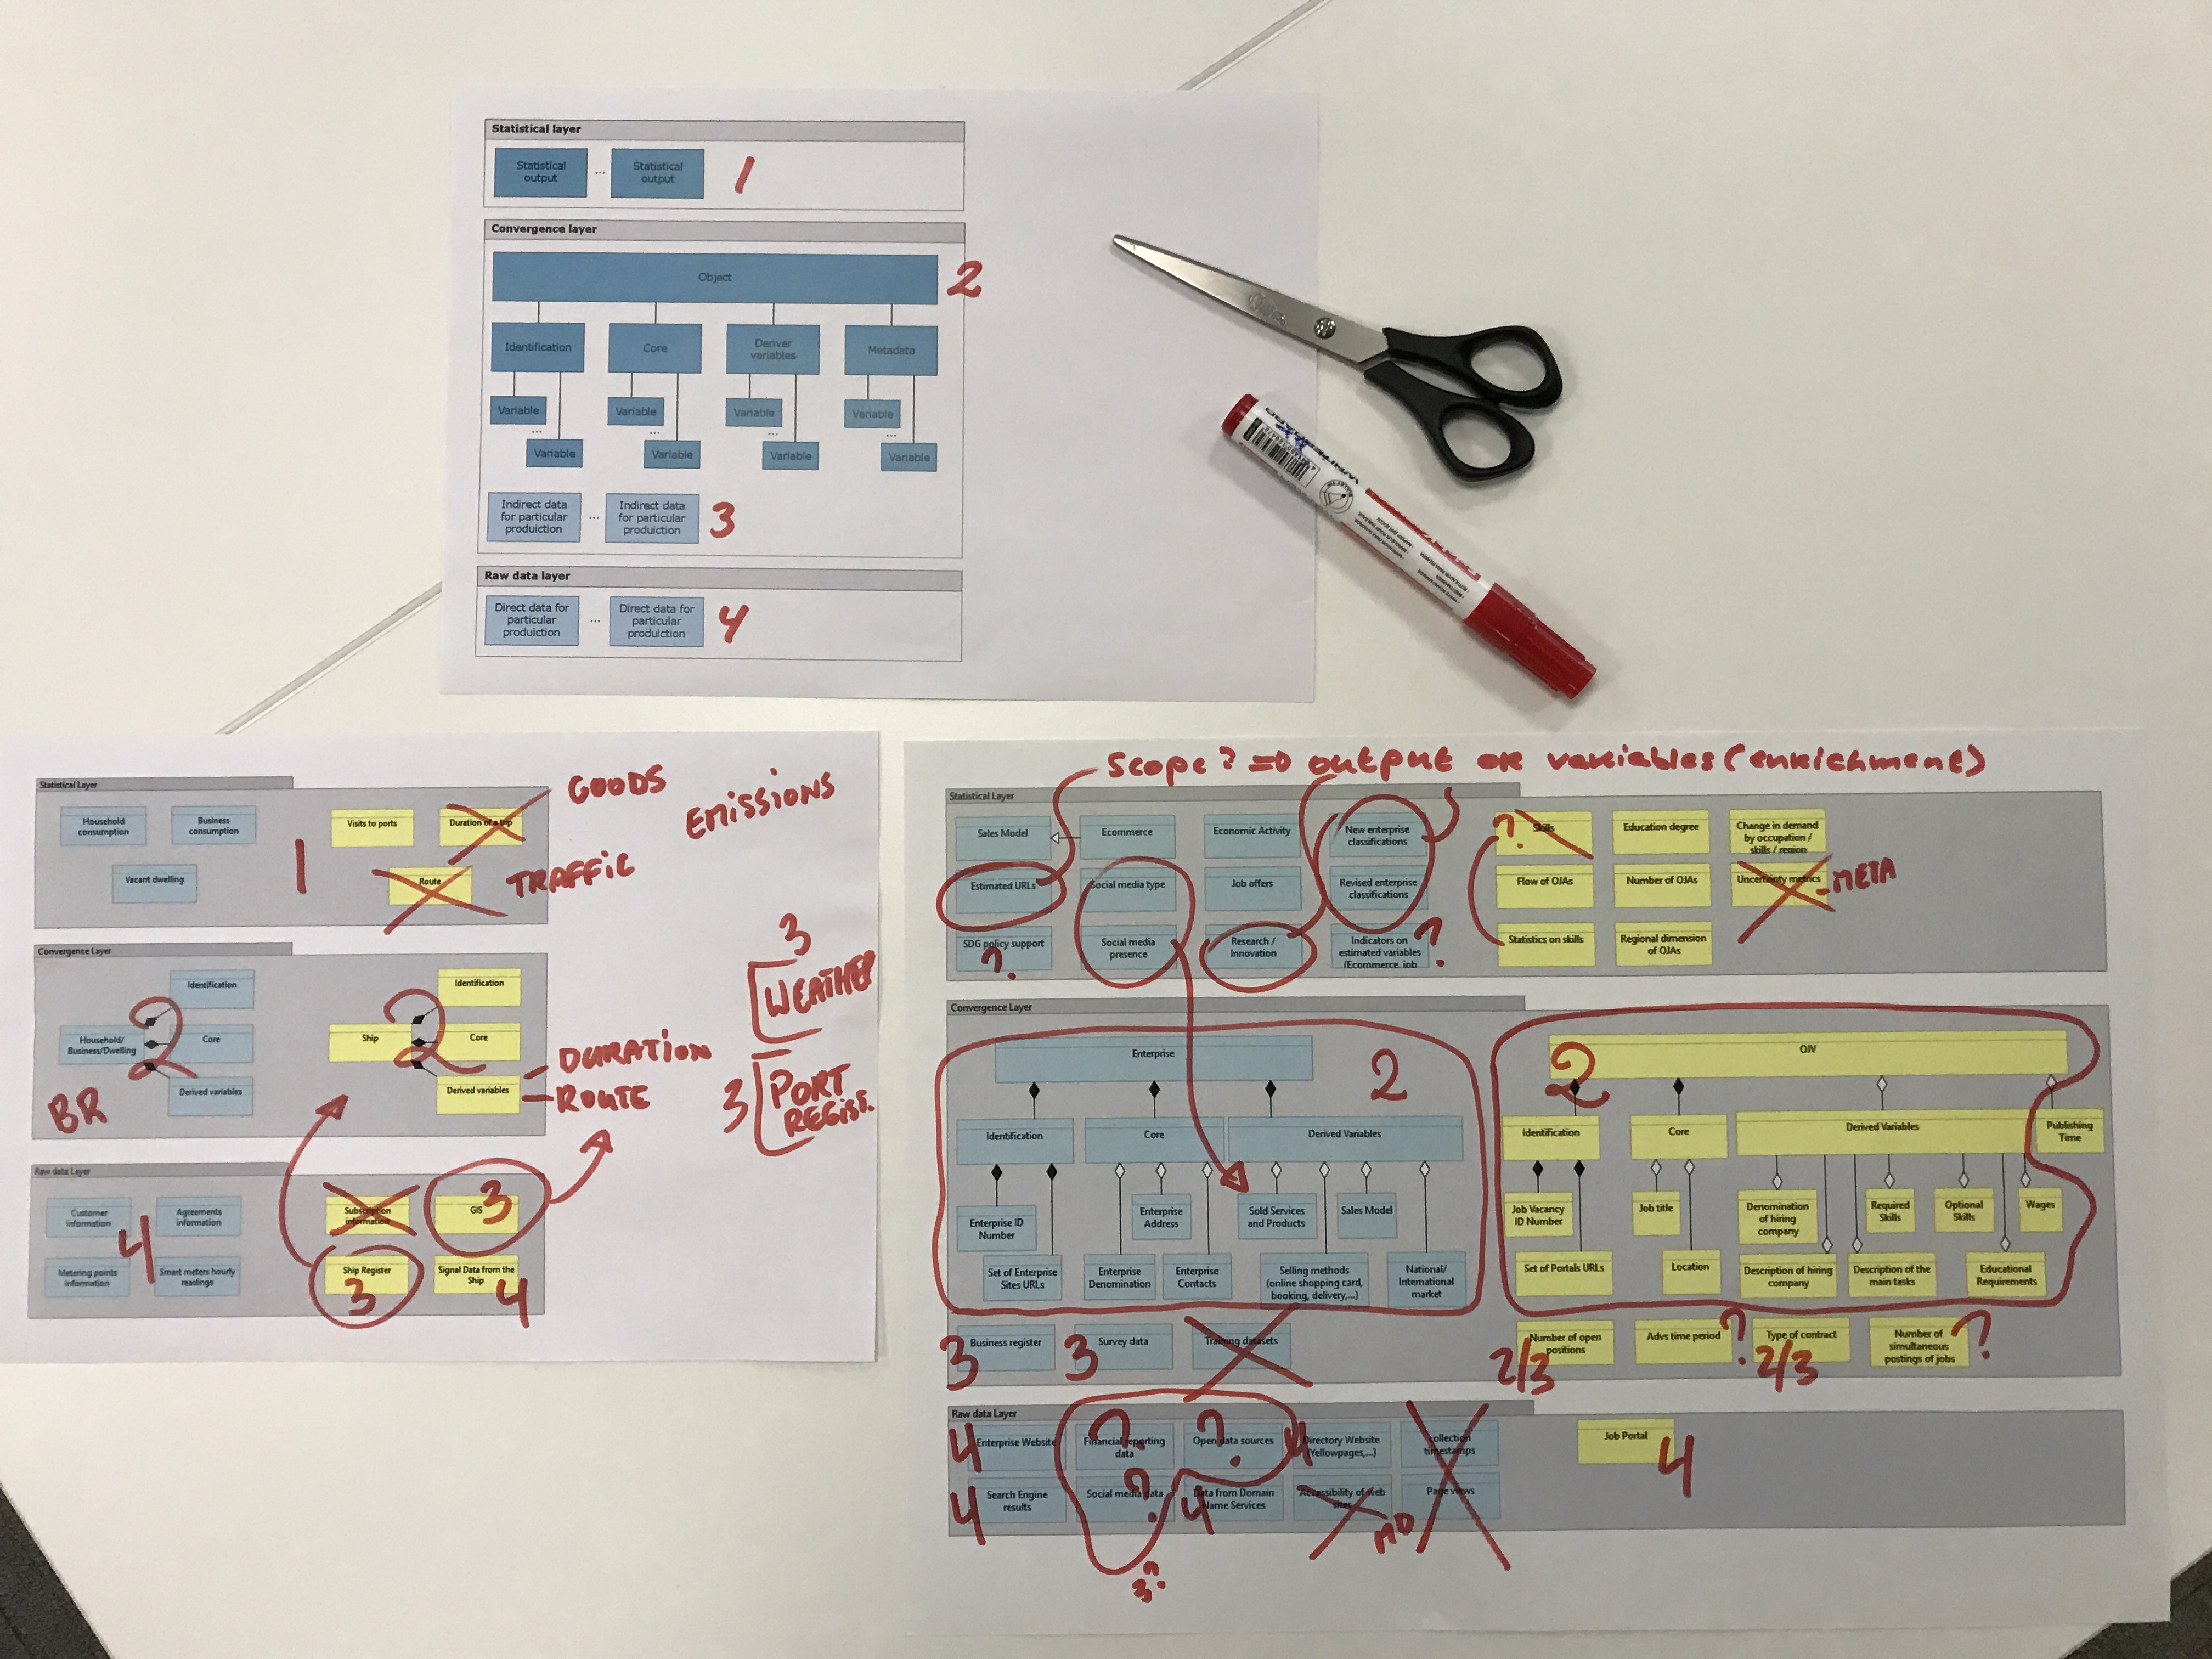 Statistical Layer
Household
consumption
Business
consumption
Vacant dwelling
1
Visits to ports
Route
Duration of a trip
GOODS
TRAFFIC
EMISSIONS
Convergence Layer
BR
Household/
Business/Dwelling
2
Identification
Core
Derived variables
Ship
2
Identification
Core
Derived variables
- DURATION
- ROUTE
3
WEATHER
3
PORT
REGIST.
Raw data Layer
Customer
information
Agreements
information
Metering points
information
Smart meters hourly
readings
4
Subscription
information
GIS
3
Ship Register
3
Signal Data from the
Ship
4
Statistical layer
Statistical
output
...
Statistical
output
1
Convergence layer
Object
2
Identification
Core
Deriver
variables
Metadata
Variable
Variable
Variable
Variable
...
...
...
...
Variable
Variable
Variable
Variable
Indirect data
for particular
produiction
...
Indirect data
for particular
produiction
3
Raw data layer
Direct data for
particular
produiction
...
Direct data for
particular
produiction
4
Scope? => output or variables (enrichment)
Statistical Layer
Sales Model
Ecommerce
Economic Activity
New enterprise
classifications
Estimated URLs
Social media type
Job offers
Revised enterprise
classifications
SDG policy support
?
Social media
presence
Research /
Innovation
Indicators on
estimated variables
/Ecommerce, job
?
Skills
?
Education degree
Change in demand
by occupation /
skills / region
Flow of OJAs
Number of OJAs
Uncertainty metrics
- META
Statistics on skills
Regional dimension
of OJAs
Convergence Layer
Enterprise
2
Identification
Core
Derived Variables
Enterprise ID
Number
Enterprise
Address
Sold Services
and Products
Sales Model
Set of Enterprise
Sites URLs
Enterprise
Denomination
Enterprise
Contacts
Selling methods
(online shopping card,
booking, delivery,...)
National/
International
market
3
Business register
3
Survey data
Training datasets
OJV
2
Identification
Core
Derived Variables
Publishing
Time
Job Vacancy
ID Number
Job title
Denomination
of hiring
company
Required
Skills
Optional
Skills
Wages
Set of Portals URLs
Location
Description of hiring
company
Description of the
main tasks
Educational
Requirements
2/3
Number of open
positions
Advs time period
?
2/3
Type of contract
Number of
simultaneous
postings of jobs
?
Raw data Layer
4
Enterprise Website
Financial reporting
data
?
Open data sources
?
4
Directory Website
(Yellowpages,...)
collection
timestamps
4
Search Engine
results
Social media data
?
3?
4
Data from Domain
Name Services
Accessibility of web
sites
MD
Page views
Job Portal
4